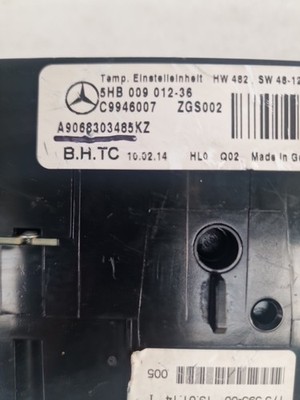 Temp. Einstelleinheit HW 482 SW 48-12
5HB 009 012-36
C9946007 ZGS002
A9068303485KZ
B.H.TC 10.02.14 HL0 Q02 Made in Ge
005